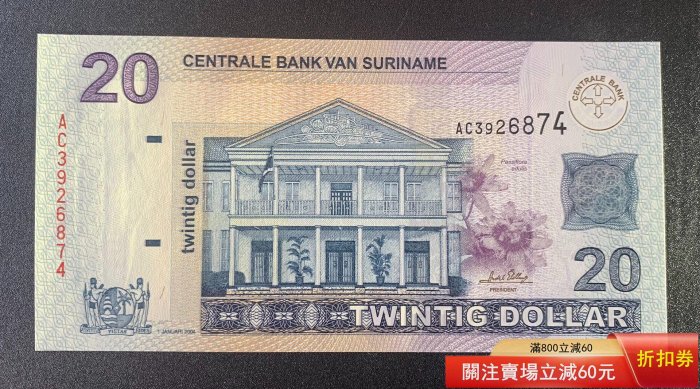 20
CENTRALE BANK VAN SURINAME
CENTRALE BANK
AC3926874
AC3926874
twintig dollar
Passiflora
edulis
PRESIDENT
20
1 JANUARI 2004
TWINTIG DOLLAR
滿800立減60
關注賣場立減60元
折扣券